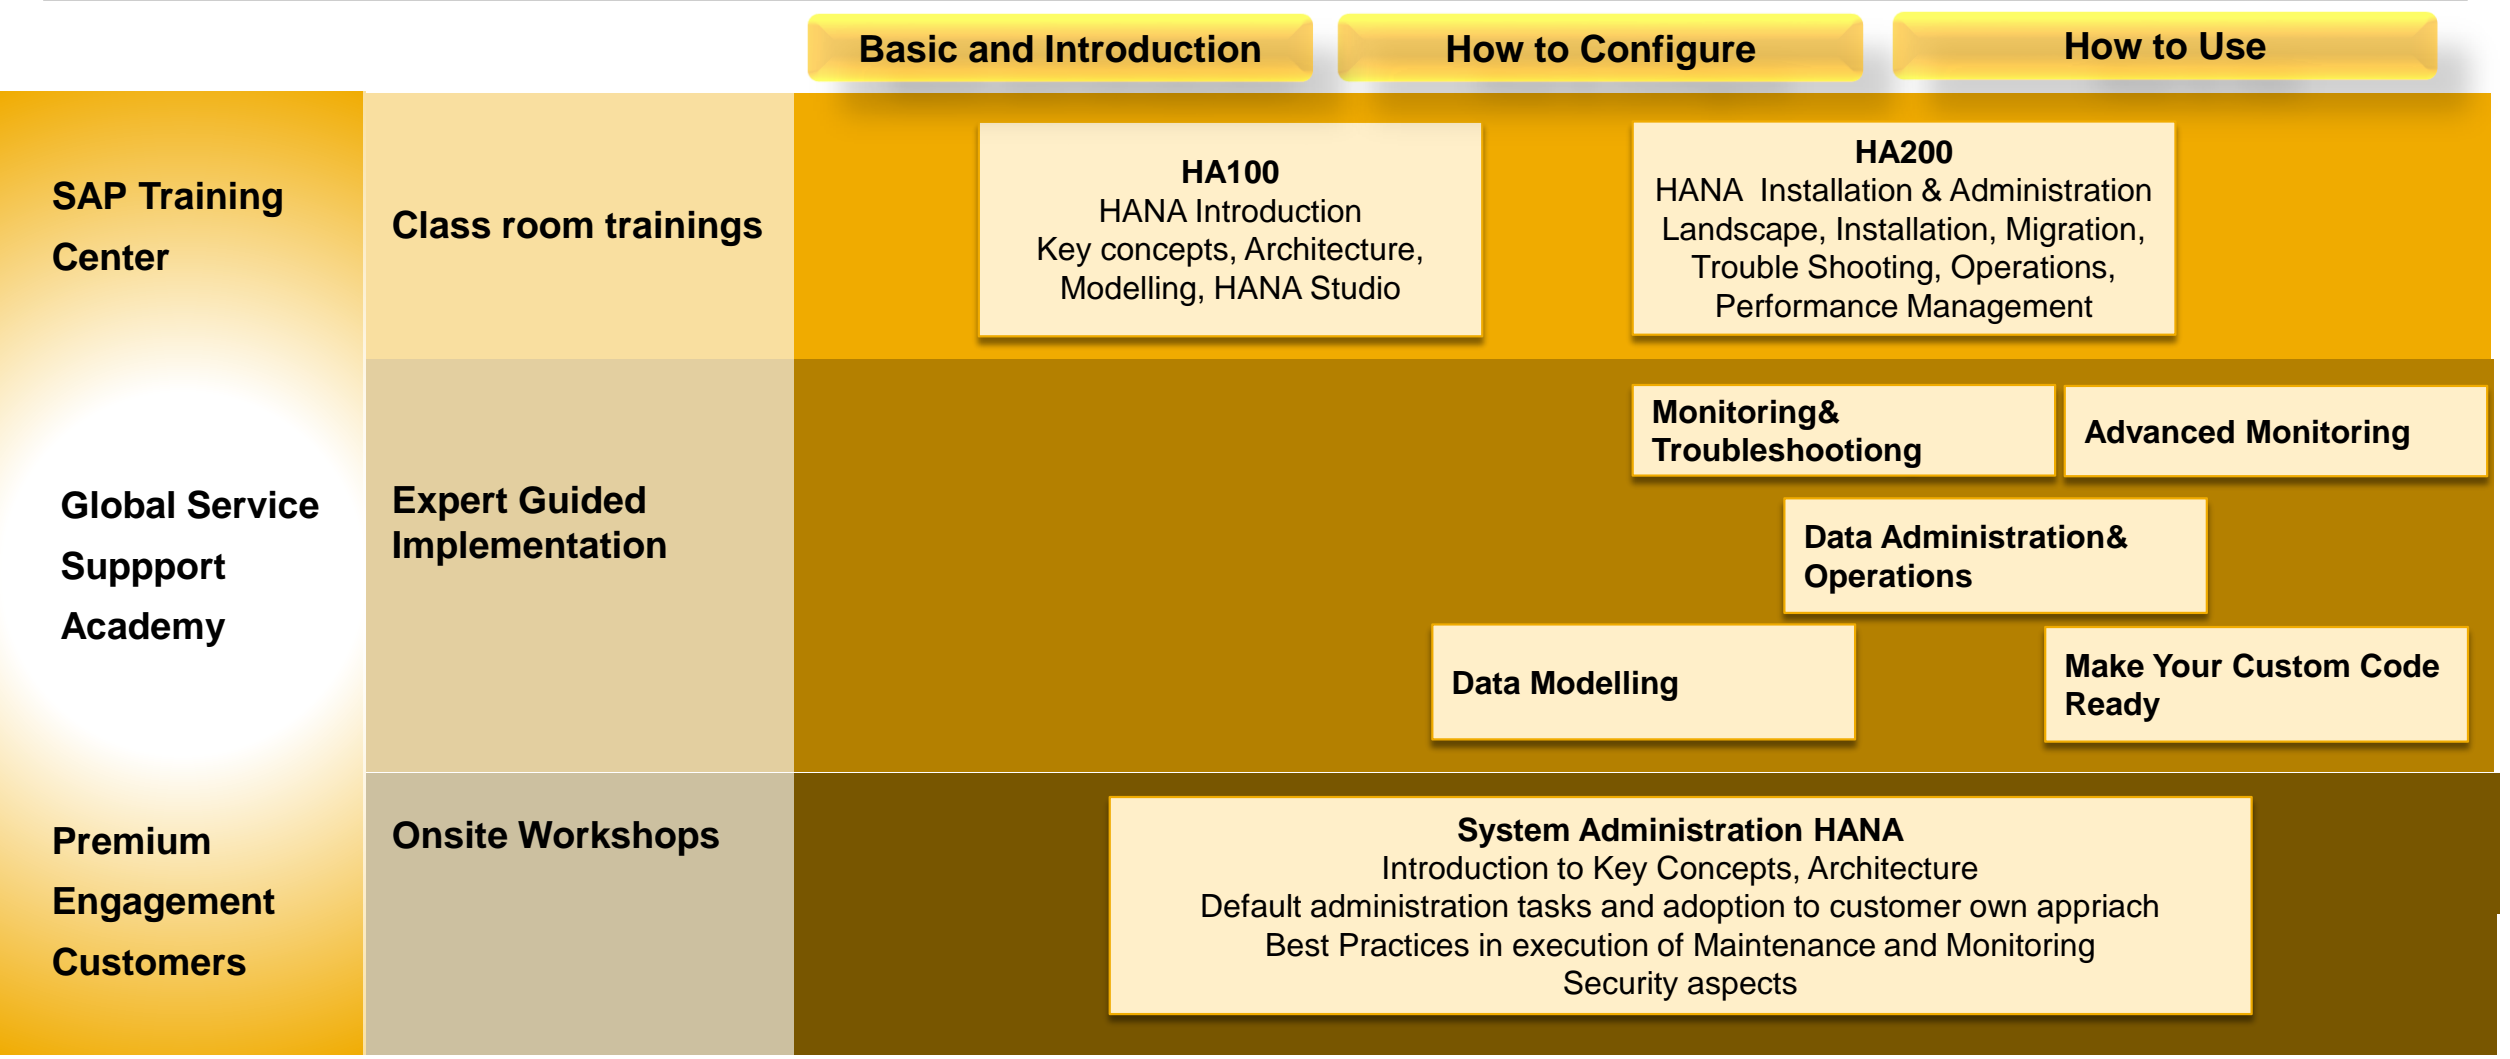 Basic and Introduction
How to Configure
How to Use
SAP Training
Center
Class room trainings
HA100
HANA Introduction
Key concepts, Architecture,
Modelling, HANA Studio
HA200
HANA  Installation & Administration
Landscape, Installation, Migration,
Trouble Shooting, Operations,
Performance Management
Global Service
Suppport
Academy
Expert Guided
Implementation
Monitoring&
Troubleshootiong
Advanced Monitoring
Data Administration&
Operations
Data Modelling
Make Your Custom Code
Ready
Premium
Engagement
Customers
Onsite Workshops
System Administration HANA
Introduction to Key Concepts, Architecture
Default administration tasks and adoption to customer own appriach
Best Practices in execution of Maintenance and Monitoring
Security aspects